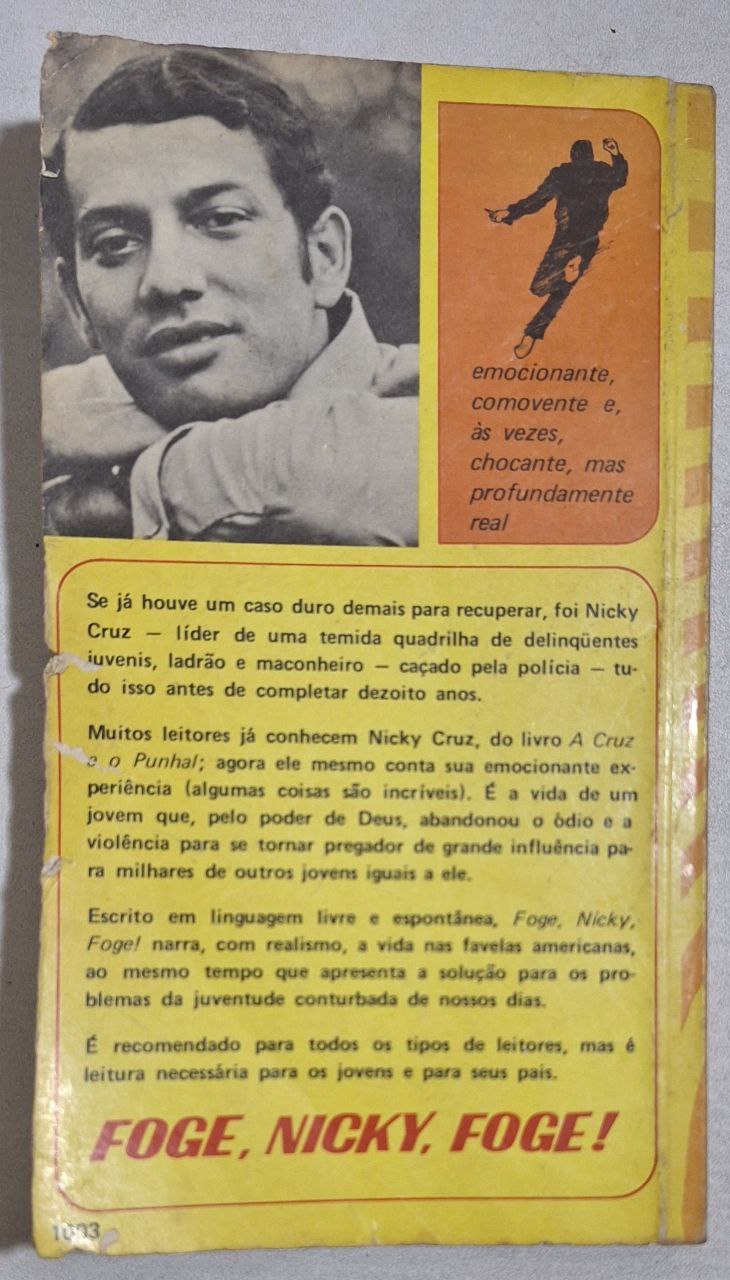 emocionante,
comovente e,
às vezes,
chocante, mas
profundamente
real
Se já houve um caso duro demais para recuperar, foi Nicky
Cruz — líder de uma temida quadrilha de delinqüentes
juvenis, ladrão e maconheiro — caçado pela polícia — tu-
do isso antes de completar dezoito anos.
Muitos leitores já conhecem Nicky Cruz, do livro A Cruz
e o Punhal; agora ele mesmo conta sua emocionante ex-
periência (algumas coisas são incríveis). É a vida de um
jovem que, pelo poder de Deus, abandonou o ódio e a
violência para se tornar pregador de grande influência pa-
ra milhares de outros jovens iguais a ele.
Escrito em linguagem livre e espontânea, Foge, Nicky,
Foge! narra, com realismo, a vida nas favelas americanas,
ao mesmo tempo que apresenta a solução para os pro-
blemas da juventude conturbada de nossos dias.
É recomendado para todos os tipos de leitores, mas é
leitura necessária para os jovens e para seus pais.
FOGE, NICKY, FOGE!